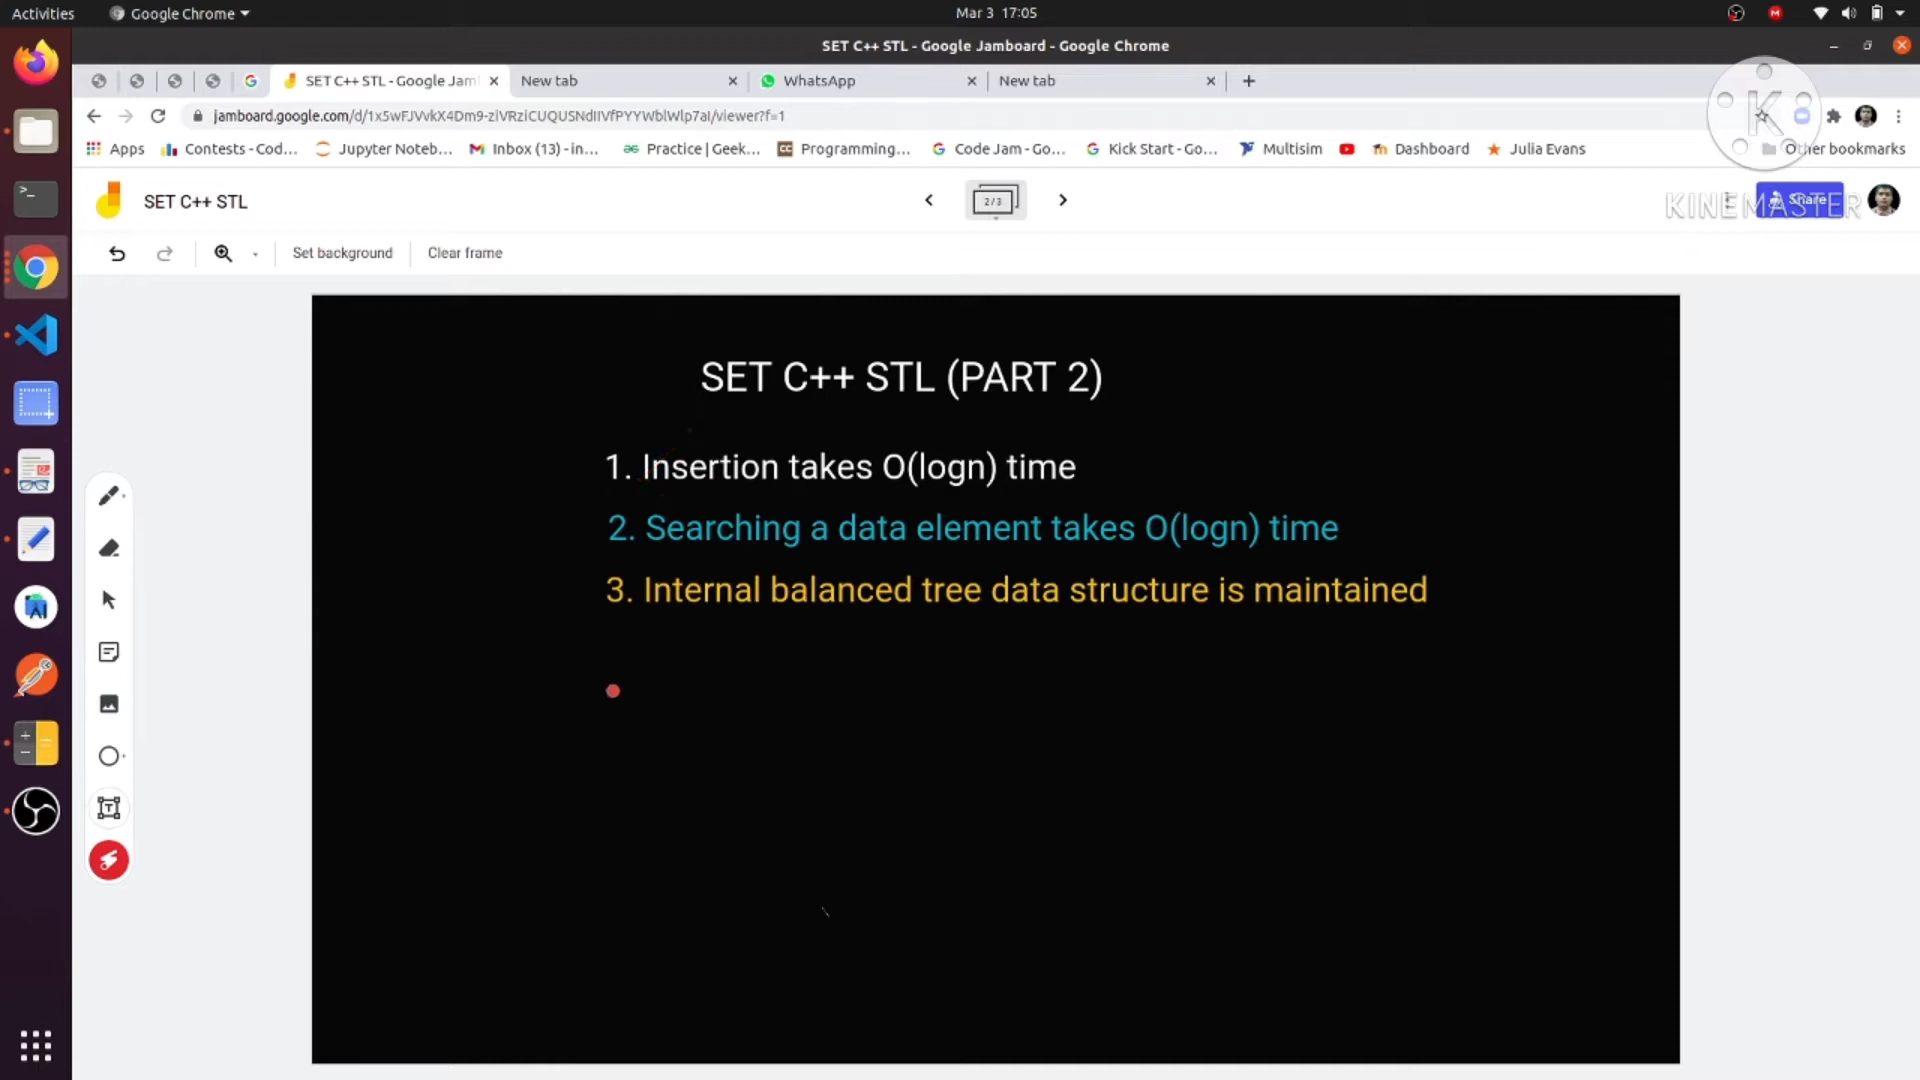 Activities Google Chrome Mar 3 17:05
SET C++ STL - Google Jamboard - Google Chrome
SET C++ STL - Google Jam New tab WhatsApp New tab
jamboard.google.com/d/1x5wFJVvkX4Dm9-ziVRziCUQUSNdIIVfPYYWblWlp7aI/viewer?f=1
Apps Contests - Cod... Jupyter Noteb... Inbox (13) - in... Practice | Geek... Programming... Code Jam - Go... Kick Start - Go... Multisim Dashboard Julia Evans Other bookmarks
K
SET C++ STL 2/3 Share
KINEMASTER
Set background Clear frame
SET C++ STL (PART 2)
1. Insertion takes O(logn) time
2. Searching a data element takes O(logn) time
3. Internal balanced tree data structure is maintained